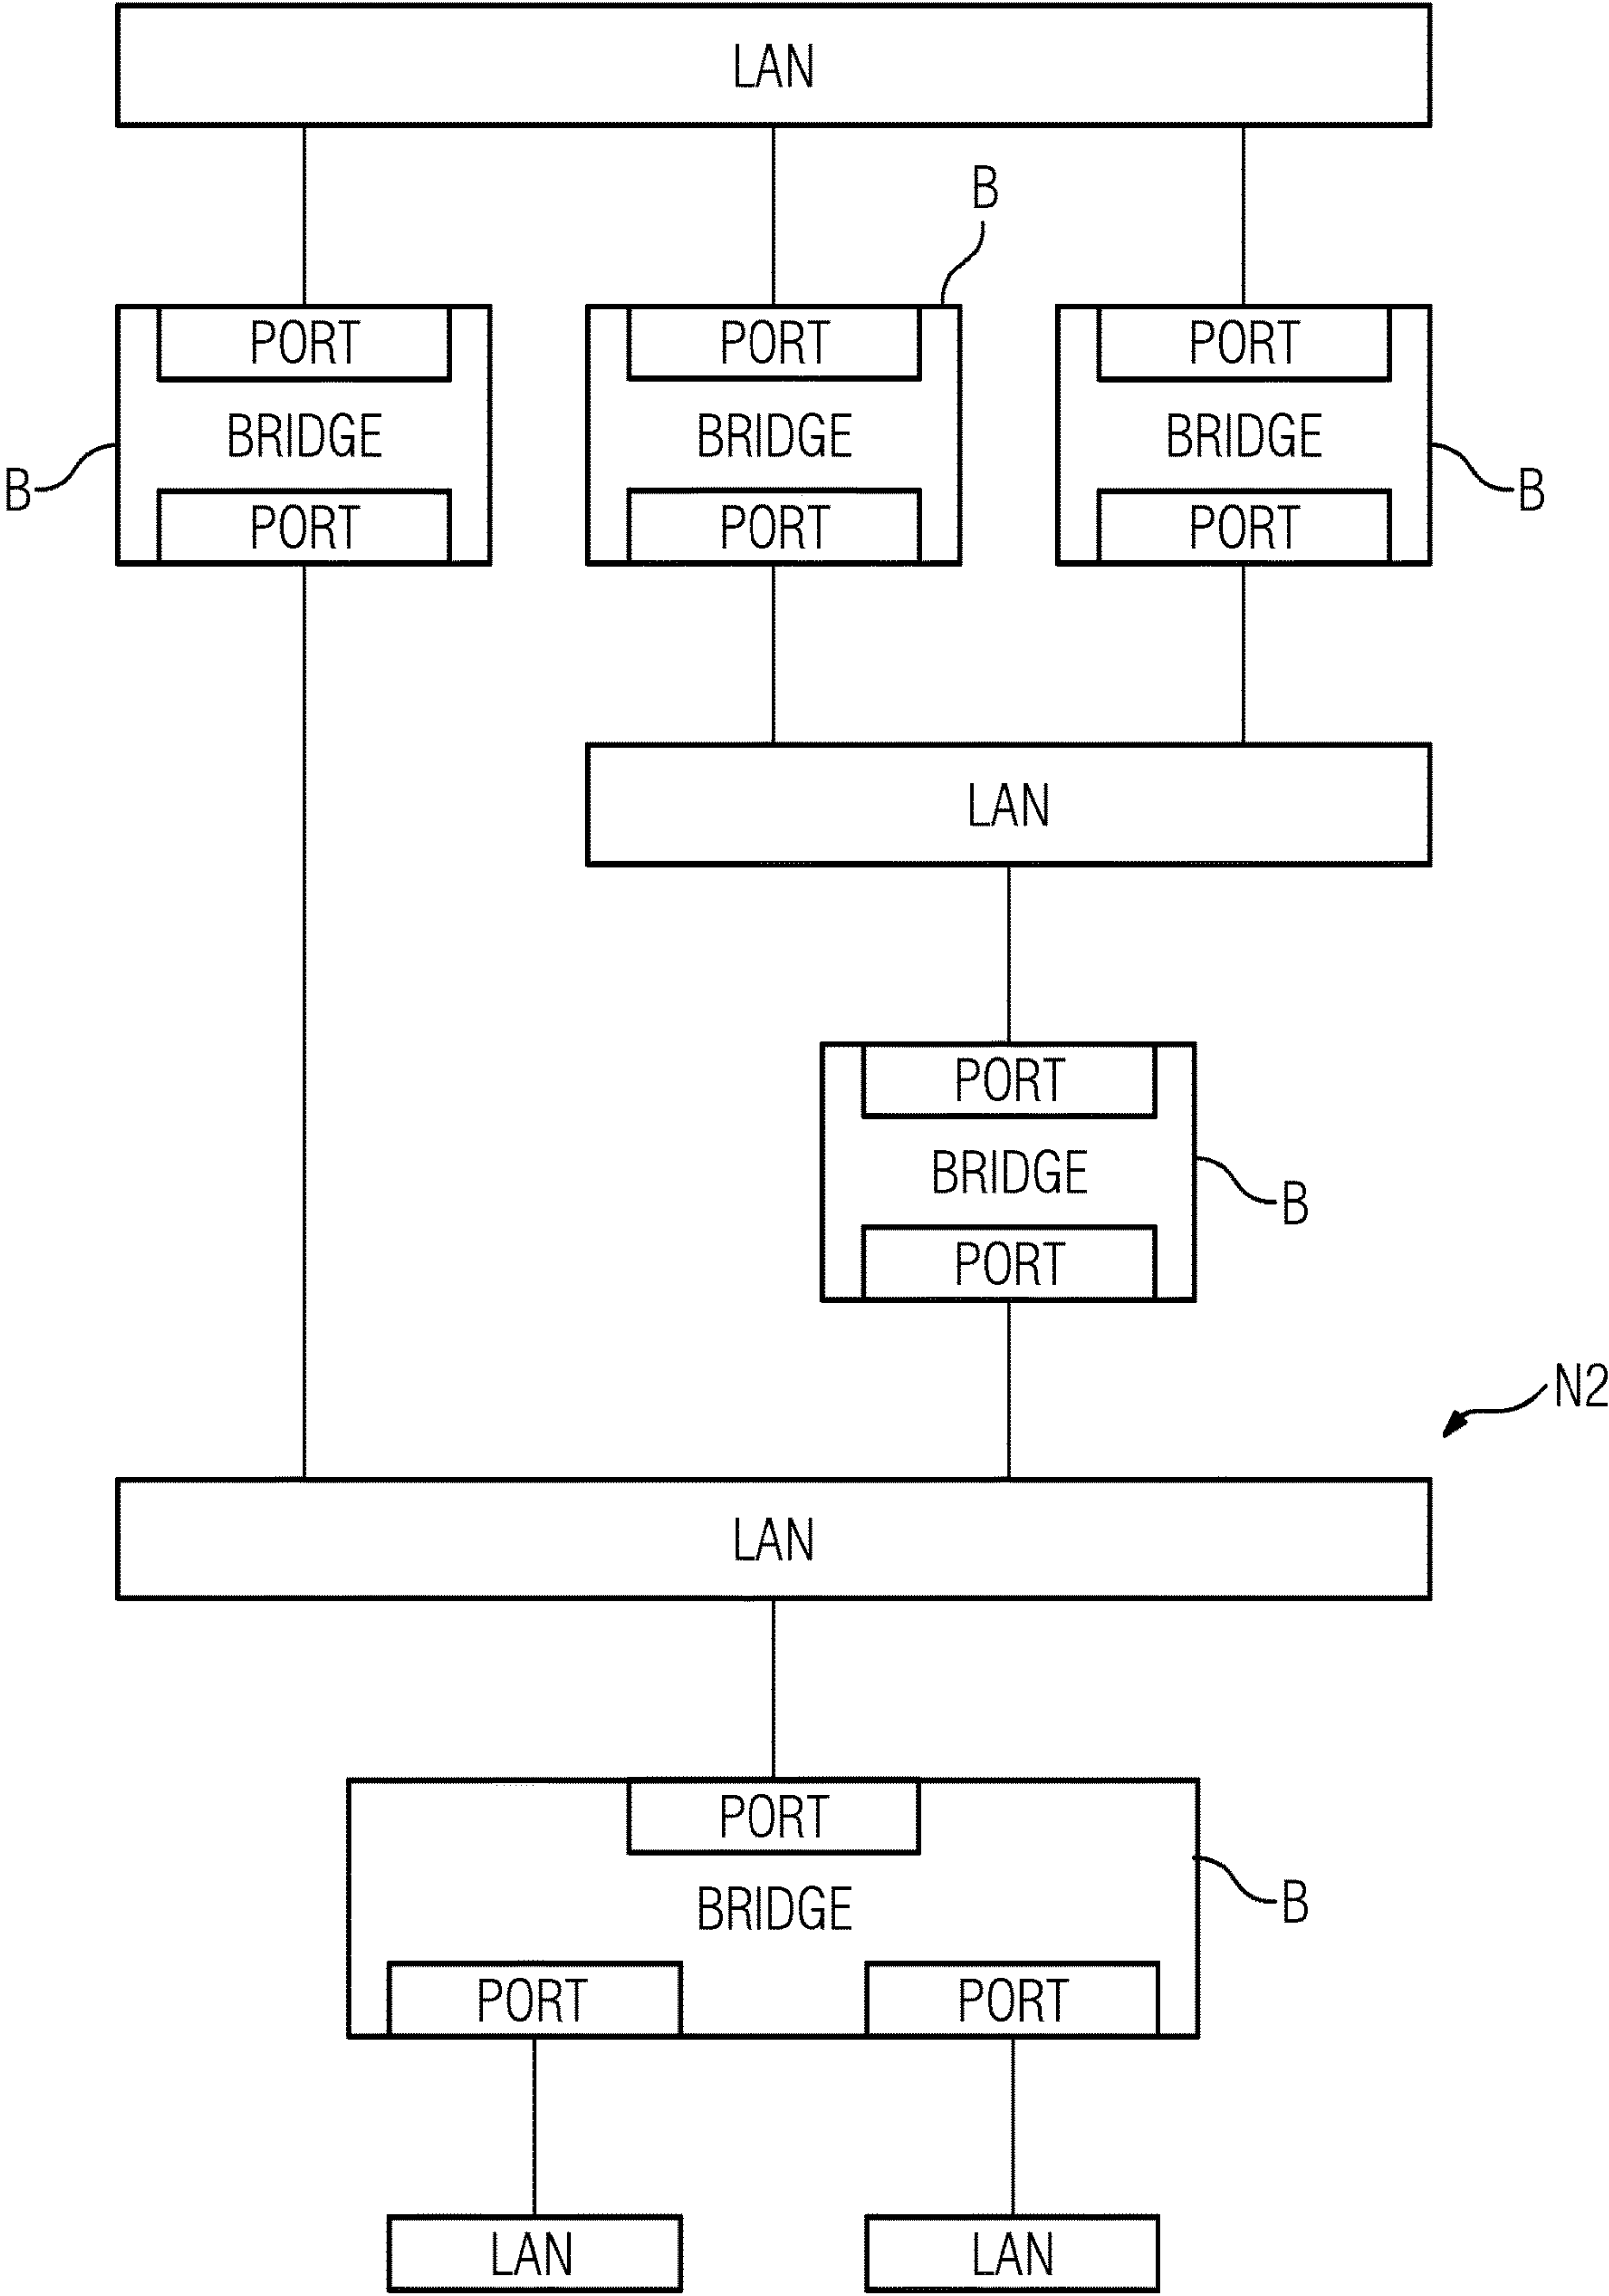 LAN
B
PORT PORT PORT
BRIDGE BRIDGE BRIDGE
B B
PORT PORT PORT
LAN
PORT
BRIDGE
B
PORT
N2
LAN
PORT
BRIDGE B
PORT PORT
LAN LAN